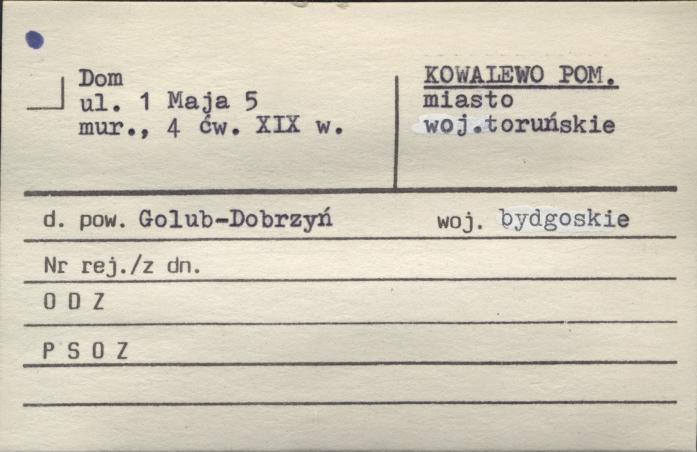 Dom
ul. 1 Maja 5
mur., 4 ćw. XIX w.
KOWALEWO POM.
miasto
woj.toruńskie
d. pow. Golub-Dobrzyń woj. bydgoskie
Nr rej./z dn.
O D Z
P S O Z